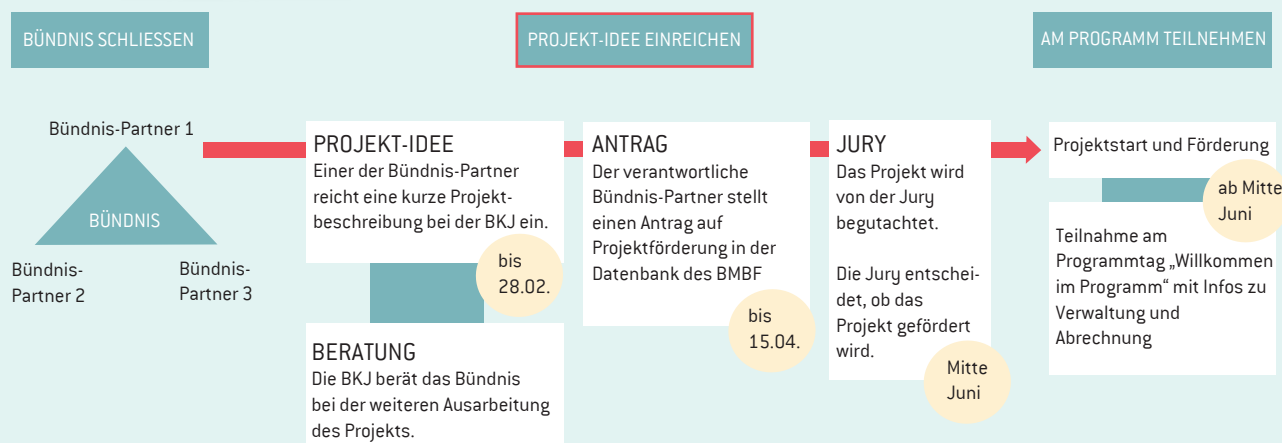 BÜNDNIS SCHLIESSEN
PROJEKT-IDEE EINREICHEN
AM PROGRAMM TEILNEHMEN
Bündnis-Partner 1
BÜNDNIS
Bündnis-
Partner 2
Bündnis-
Partner 3
PROJEKT-IDEE
Einer der Bündnis-Partner
reicht eine kurze Projekt-
beschreibung bei der BKJ ein.
bis
28.02.
BERATUNG
Die BKJ berät das Bündnis
bei der weiteren Ausarbeitung
des Projekts.
ANTRAG
Der verantwortliche
Bündnis-Partner stellt
einen Antrag auf
Projektförderung in der
Datenbank des BMBF
bis
15.04.
JURY
Das Projekt wird
von der Jury
begutachtet.
Die Jury entschei-
det, ob das
Projekt gefördert
wird.
Mitte
Juni
Projektstart und Förderung
ab Mitte
Juni
Teilnahme am
Programmtag „Willkommen
im Programm“ mit Infos zu
Verwaltung und
Abrechnung